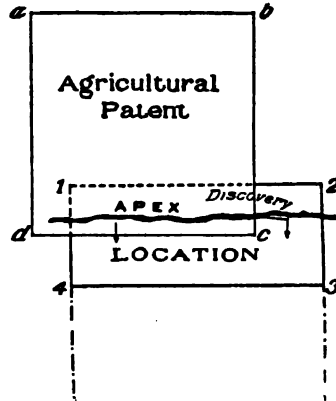 a b
Agricultural
Patent
1 2
Discovery
APEX
d c
LOCATION
4 3